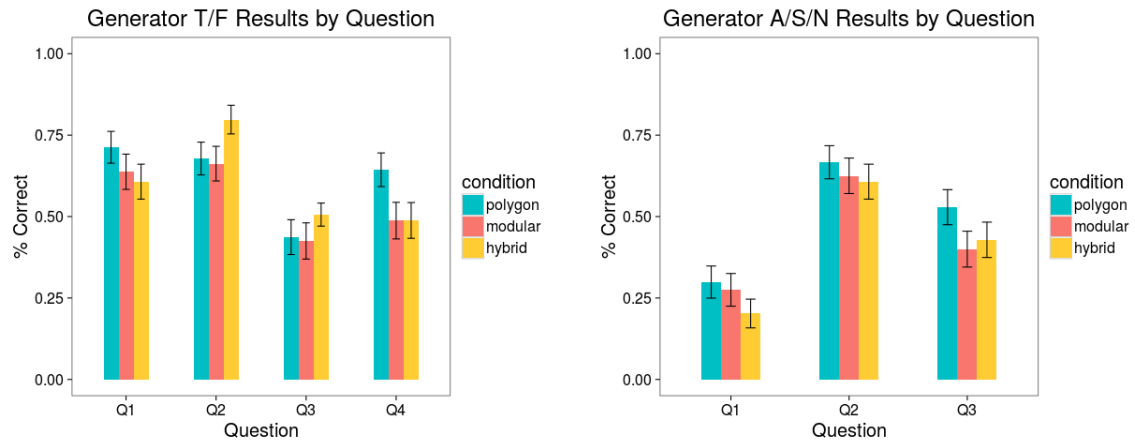 Generator T/F Results by Question
1.00
0.75
0.50
0.25
0.00
% Correct
Q1 Q2 Q3 Q4
Question
condition
polygon
modular
hybrid
Generator A/S/N Results by Question
1.00
0.75
0.50
0.25
0.00
% Correct
Q1 Q2 Q3
Question
condition
polygon
modular
hybrid